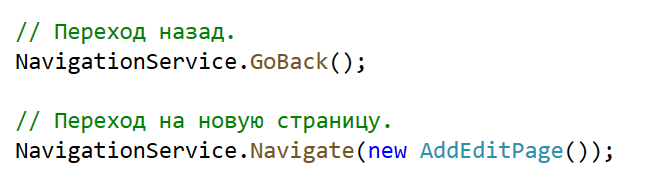 // Переход назад.
NavigationService.GoBack();
// Переход на новую страницу.
NavigationService.Navigate(new AddEditPage());